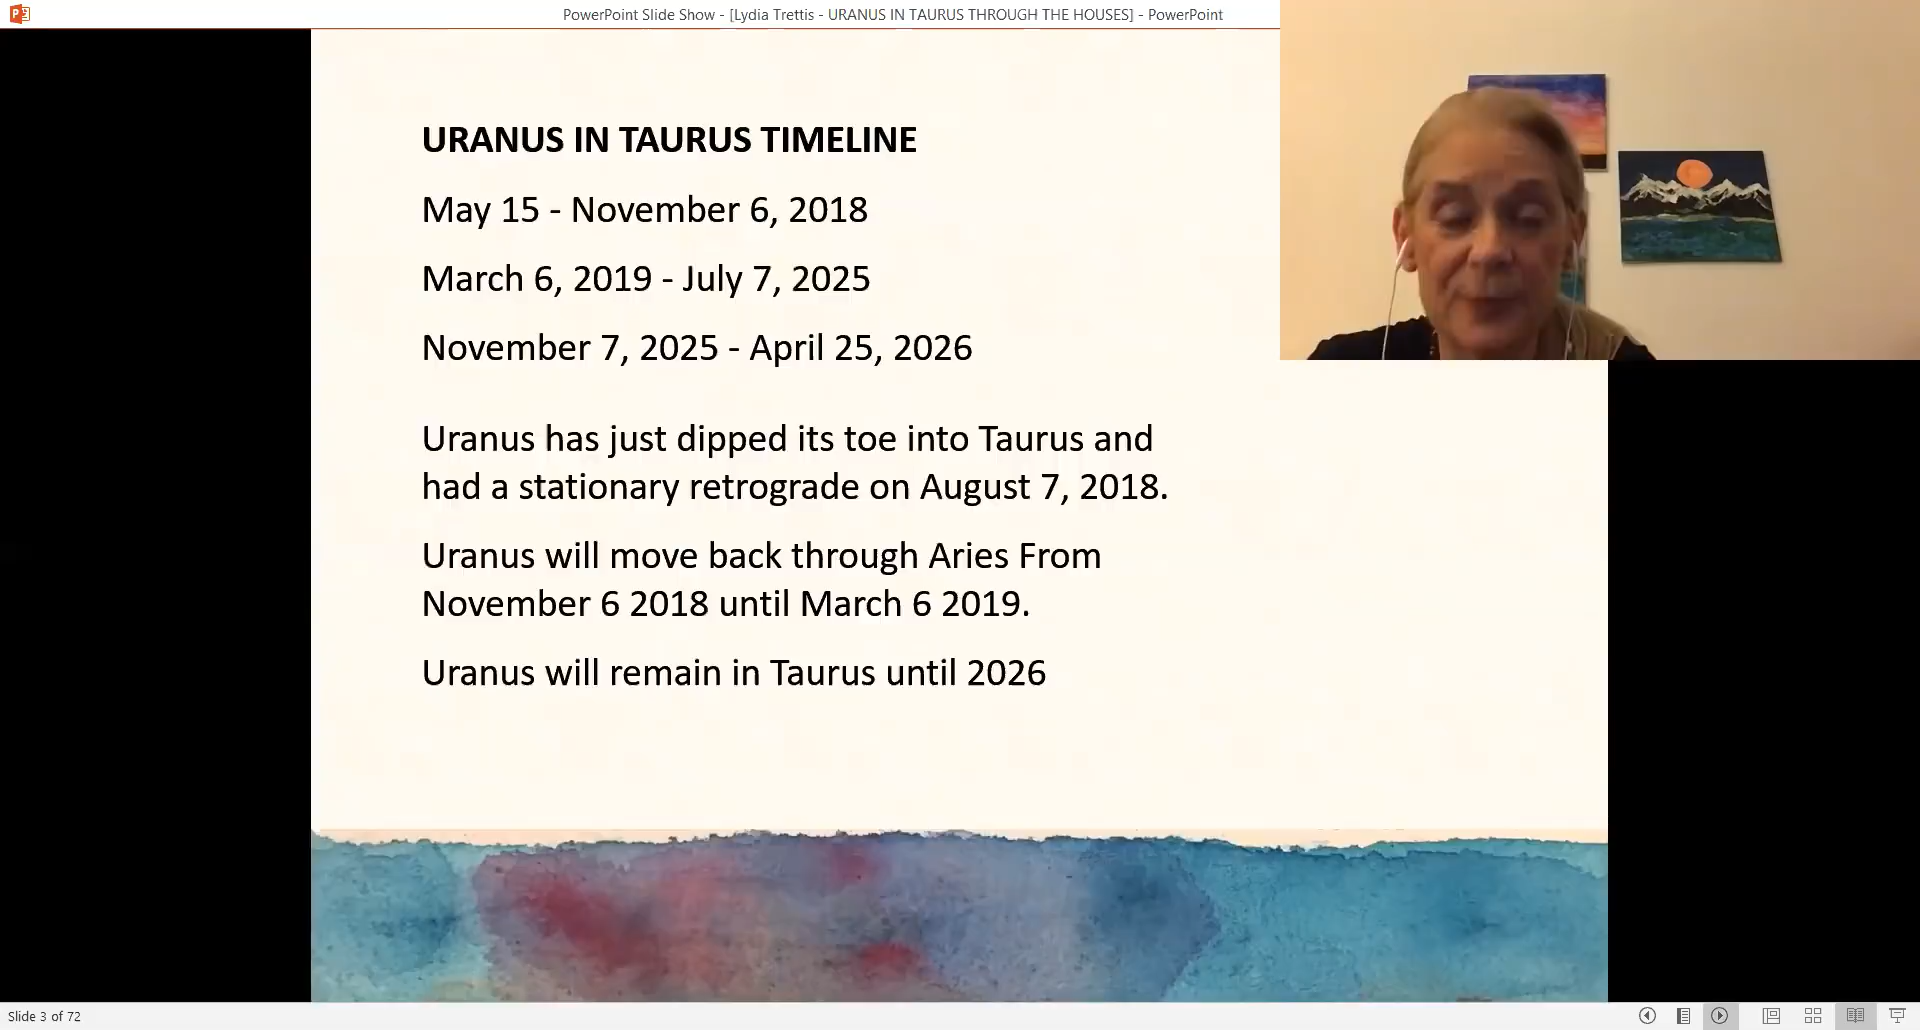 PowerPoint Slide Show - [Lydia Trettis - URANUS IN TAURUS THROUGH THE HOUSES] - PowerPoint
URANUS IN TAURUS TIMELINE
May 15 - November 6, 2018
March 6, 2019 - July 7, 2025
November 7, 2025 - April 25, 2026
Uranus has just dipped its toe into Taurus and
had a stationary retrograde on August 7, 2018.
Uranus will move back through Aries From
November 6 2018 until March 6 2019.
Uranus will remain in Taurus until 2026
Slide 3 of 72